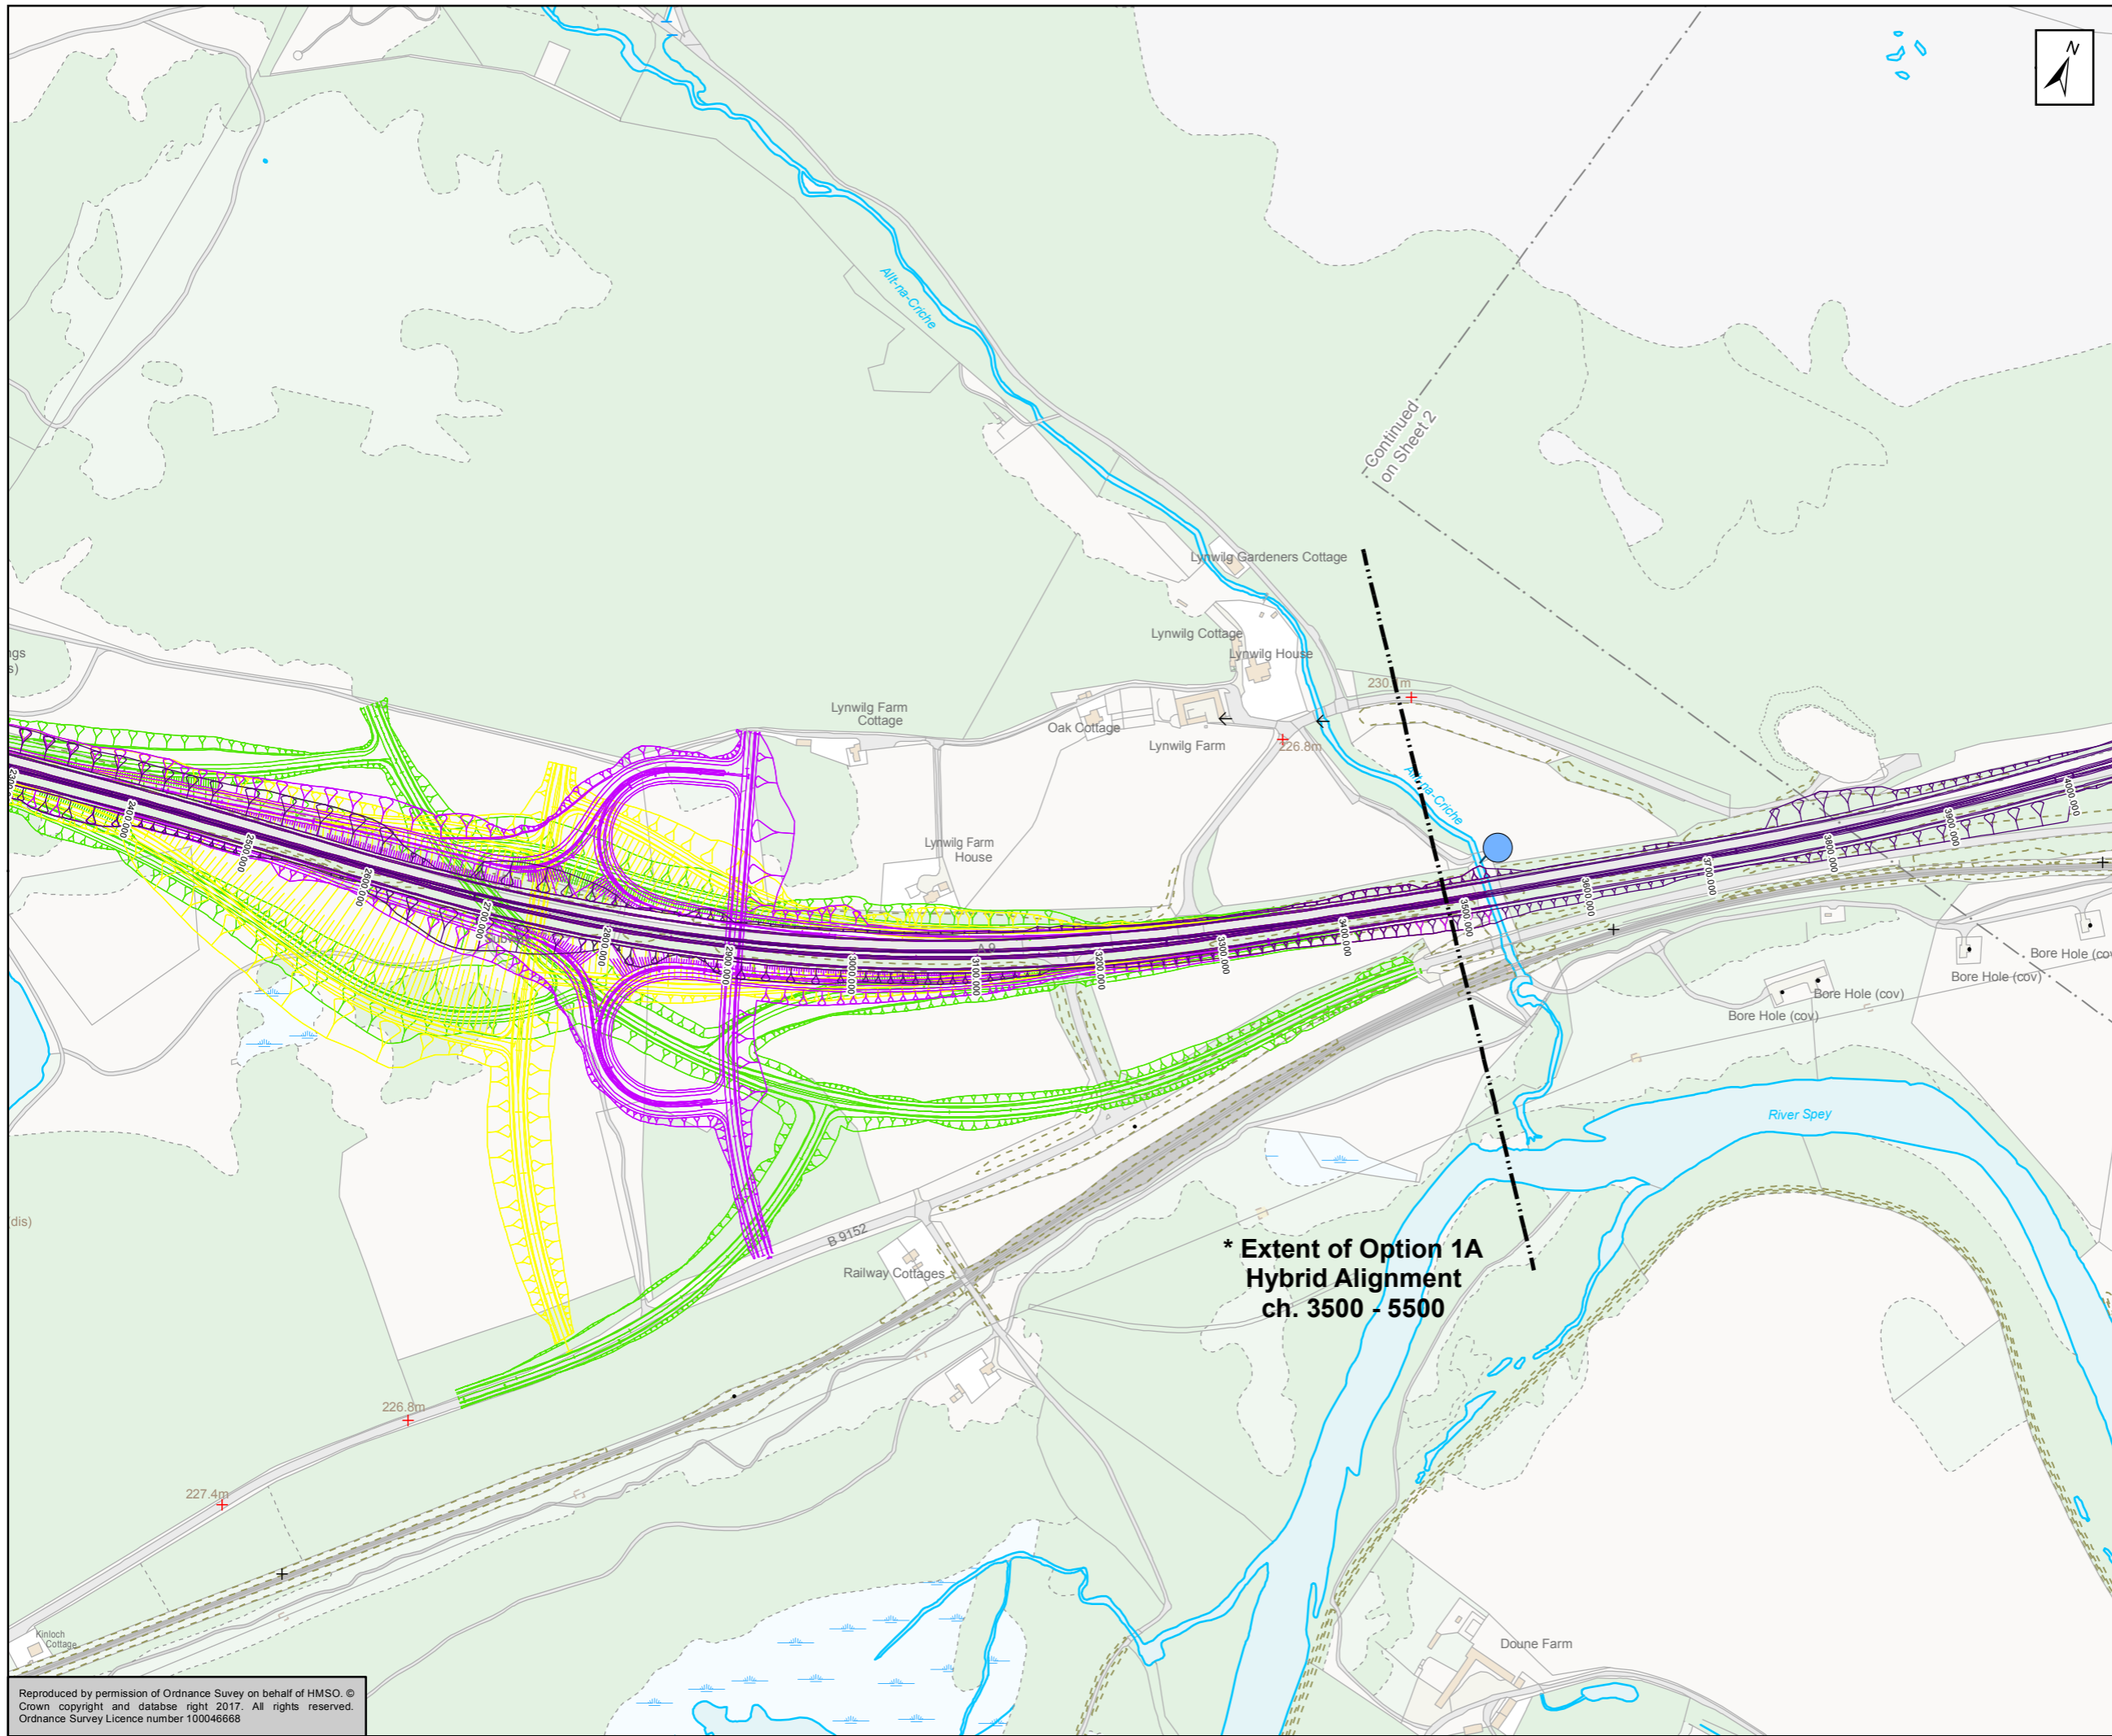 N
Allt-na-Criche
Continued
on Sheet 2
Lynwilg Gardeners Cottage
Lynwilg Cottage
Lynwilg House
ngs
s)
230.1m
Lynwilg Farm
Cottage
Oak Cottage
Lynwilg Farm
226.8m
Allt-na-Criche
Lynwilg Farm
House
2300
2400.000
2500.000
2600.000
2700.000
2800.000
2900.000
3000.000
3100.000
3200.000
3300.000
3400.000
3500.000
3600.000
3700.000
3800.000
3900.000
4000.000
Subway
A 9
Bore Hole (cov)
Bore Hole (cov)
Bore Hole (cov)
Bore Hole (cov)
River Spey
dis)
B 9152
Railway Cottages
* Extent of Option 1A
Hybrid Alignment
ch. 3500 - 5500
226.8m
227.4m
Kinloch
Cottage
Doune Farm
Reproduced by permission of Ordnance Suvey on behalf of HMSO. ©
Crown copyright and databse right 2017. All rights reserved.
Ordnance Survey Licence number 100046668